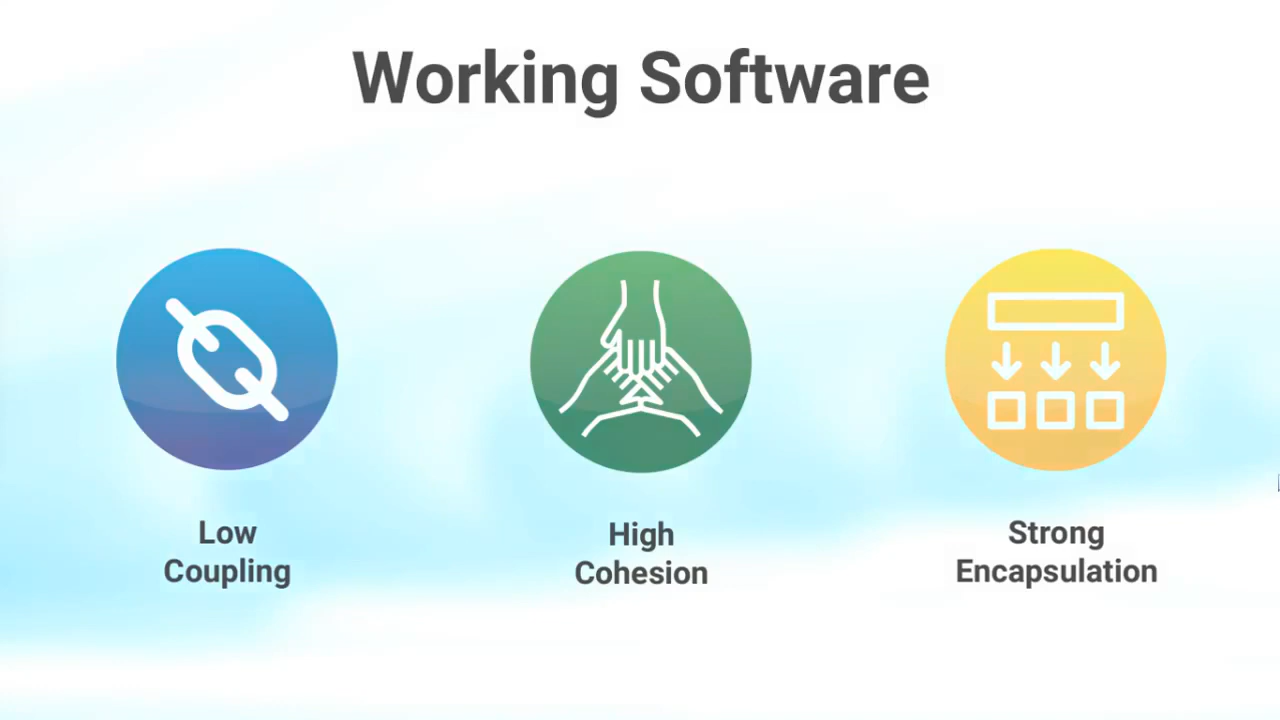 Working Software
Low
Coupling
High
Cohesion
Strong
Encapsulation